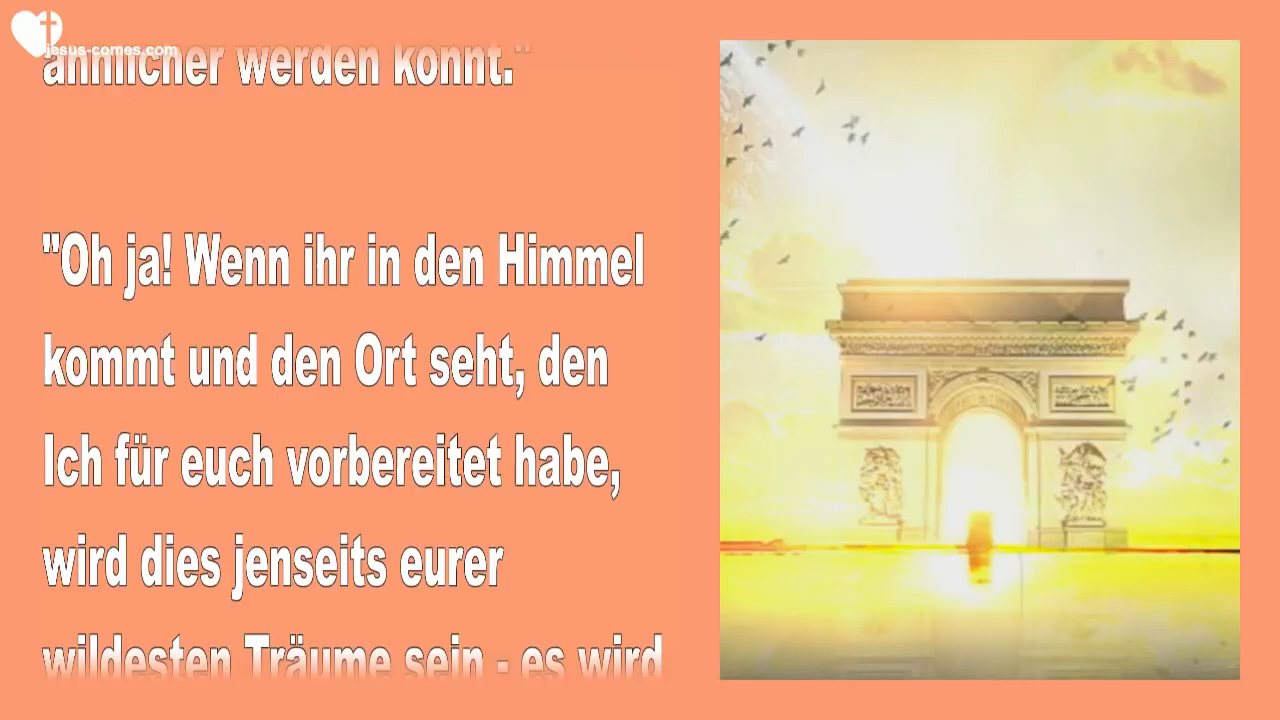 jesus-comes.com
ähnlicher werden könnt."
"Oh ja! Wenn ihr in den Himmel
kommt und den Ort seht, den
Ich für euch vorbereitet habe,
wird dies jenseits eurer
wildesten Träume sein - es wird